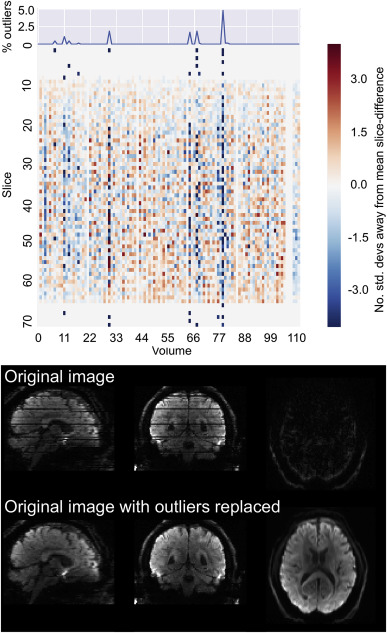 % outliers
5.0
2.5
0
Slice
10
20
30
40
50
60
70
0 11 22 33 44 55 66 77 88 99 110
Volume
3.0
1.5
0.0
-1.5
-3.0
No. std. devs away from mean slice-difference
Original image
Original image with outliers replaced